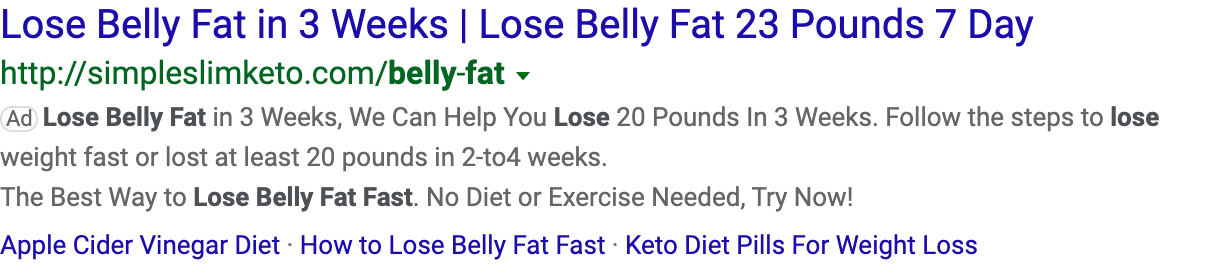 Lose Belly Fat in 3 Weeks | Lose Belly Fat 23 Pounds 7 Day
http://simpleslimketo.com/belly-fat
Ad Lose Belly Fat in 3 Weeks, We Can Help You Lose 20 Pounds In 3 Weeks. Follow the steps to lose
weight fast or lost at least 20 pounds in 2-to4 weeks.
The Best Way to Lose Belly Fat Fast. No Diet or Exercise Needed, Try Now!
Apple Cider Vinegar Diet · How to Lose Belly Fat Fast · Keto Diet Pills For Weight Loss